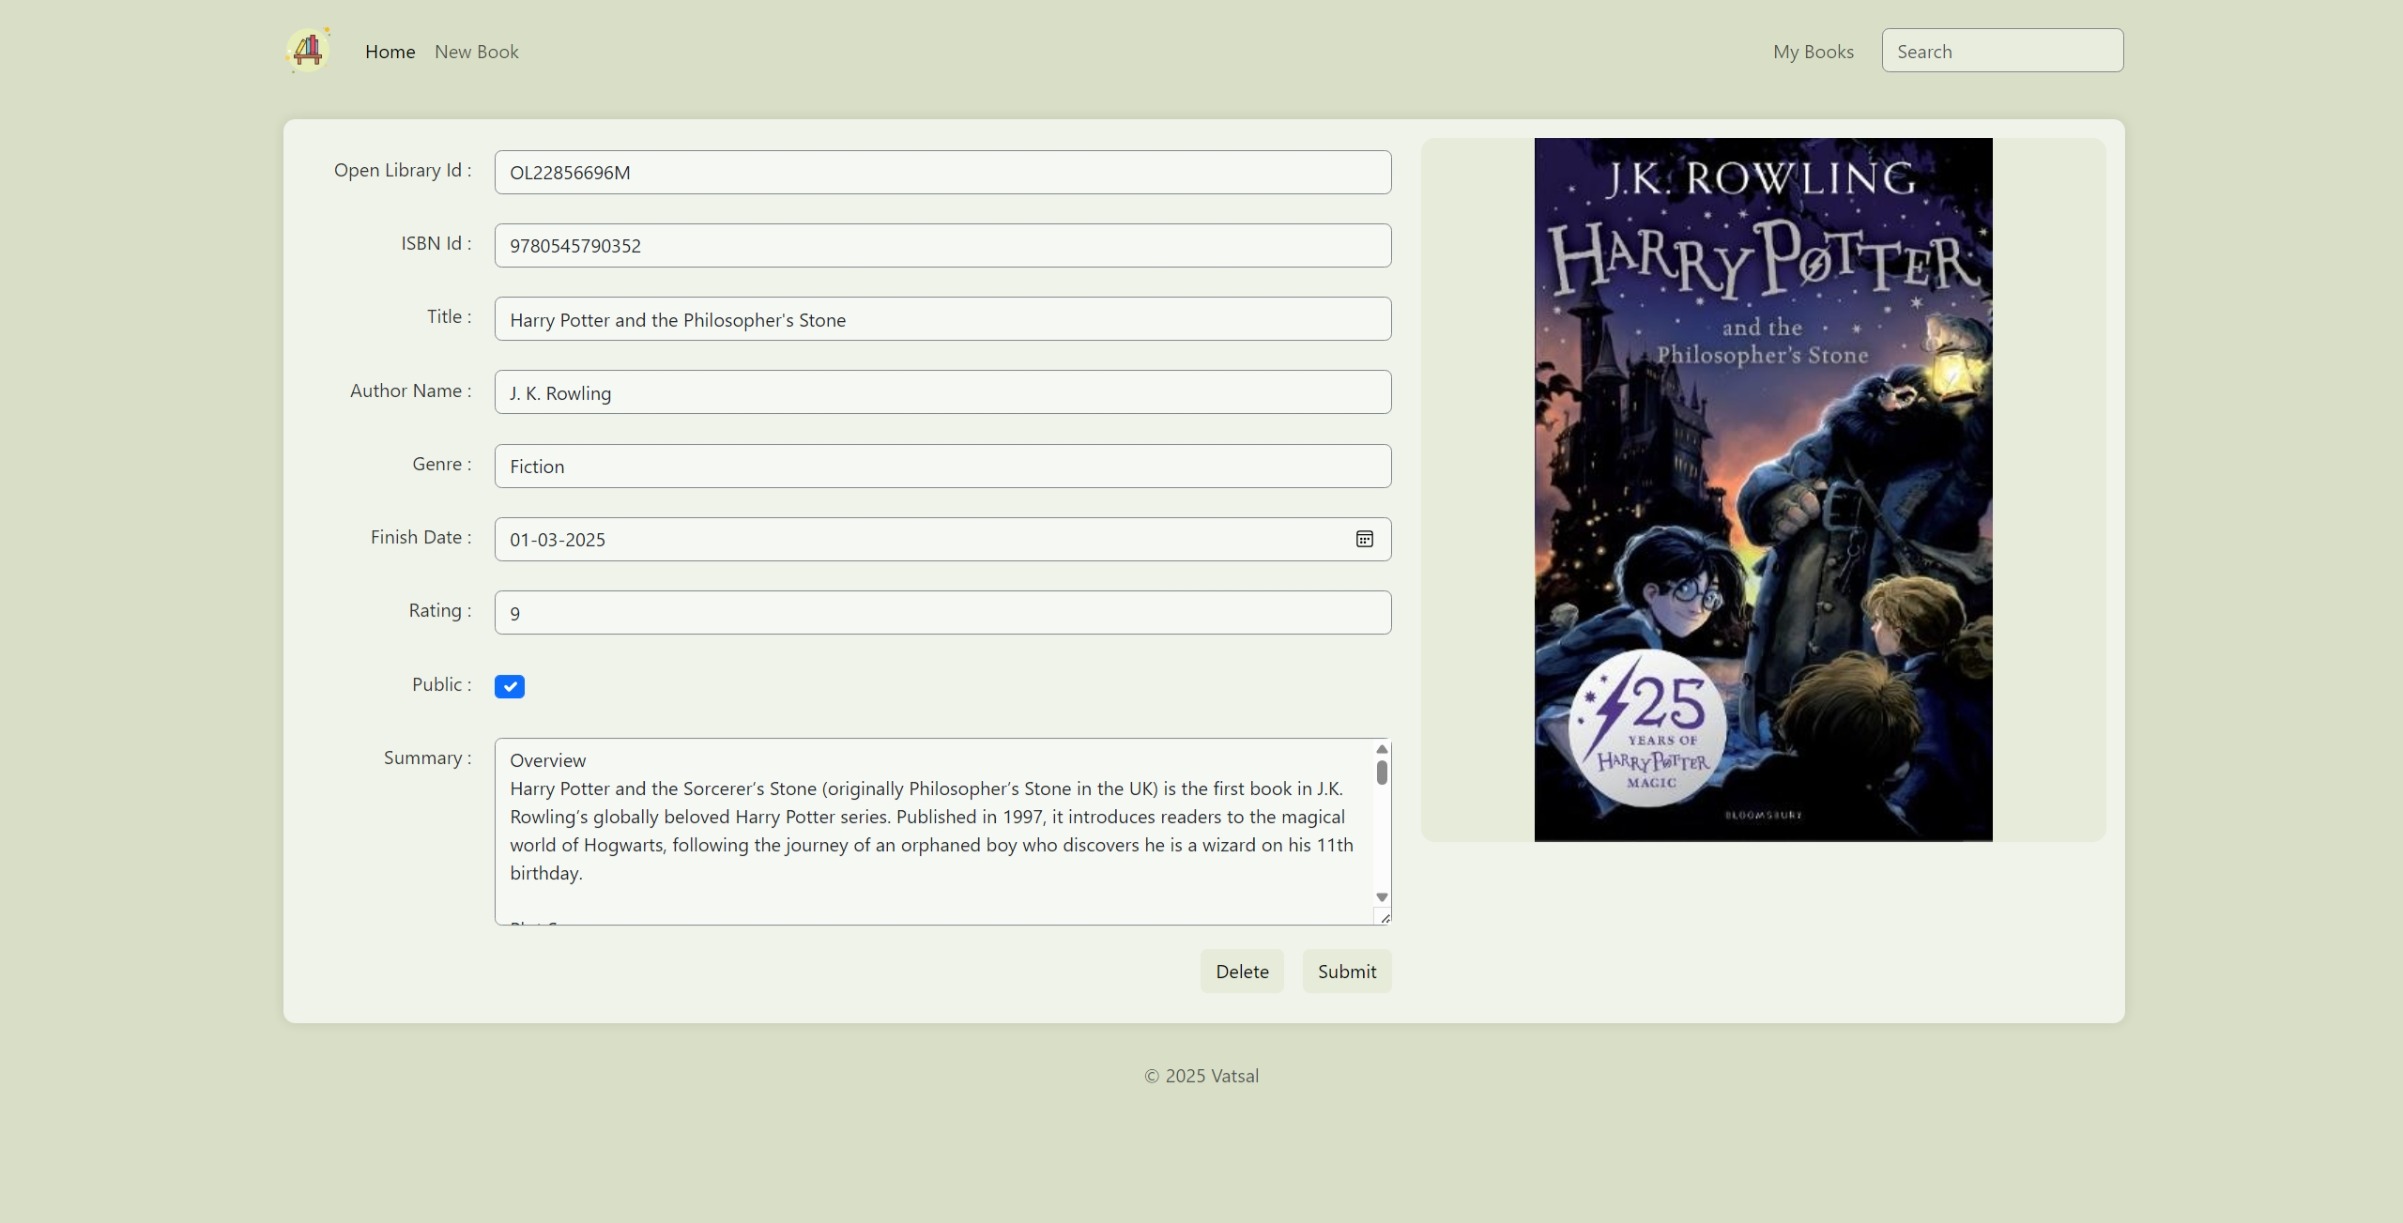 Home New Book My Books Search
Open Library Id : OL22856696M
ISBN Id : 9780545790352
Title : Harry Potter and the Philosopher's Stone
Author Name : J. K. Rowling
Genre : Fiction
Finish Date : 01-03-2025
Rating : 9
Public :
Summary : Overview
Harry Potter and the Sorcerer’s Stone (originally Philosopher’s Stone in the UK) is the first book in J.K.
Rowling’s globally beloved Harry Potter series. Published in 1997, it introduces readers to the magical
world of Hogwarts, following the journey of an orphaned boy who discovers he is a wizard on his 11th
birthday.
Delete Submit
J.K. ROWLING
HARRY POTTER
and the
Philosopher's Stone
25
YEARS OF
HARRY POTTER
MAGIC
BLOOMSBURY
© 2025 Vatsal